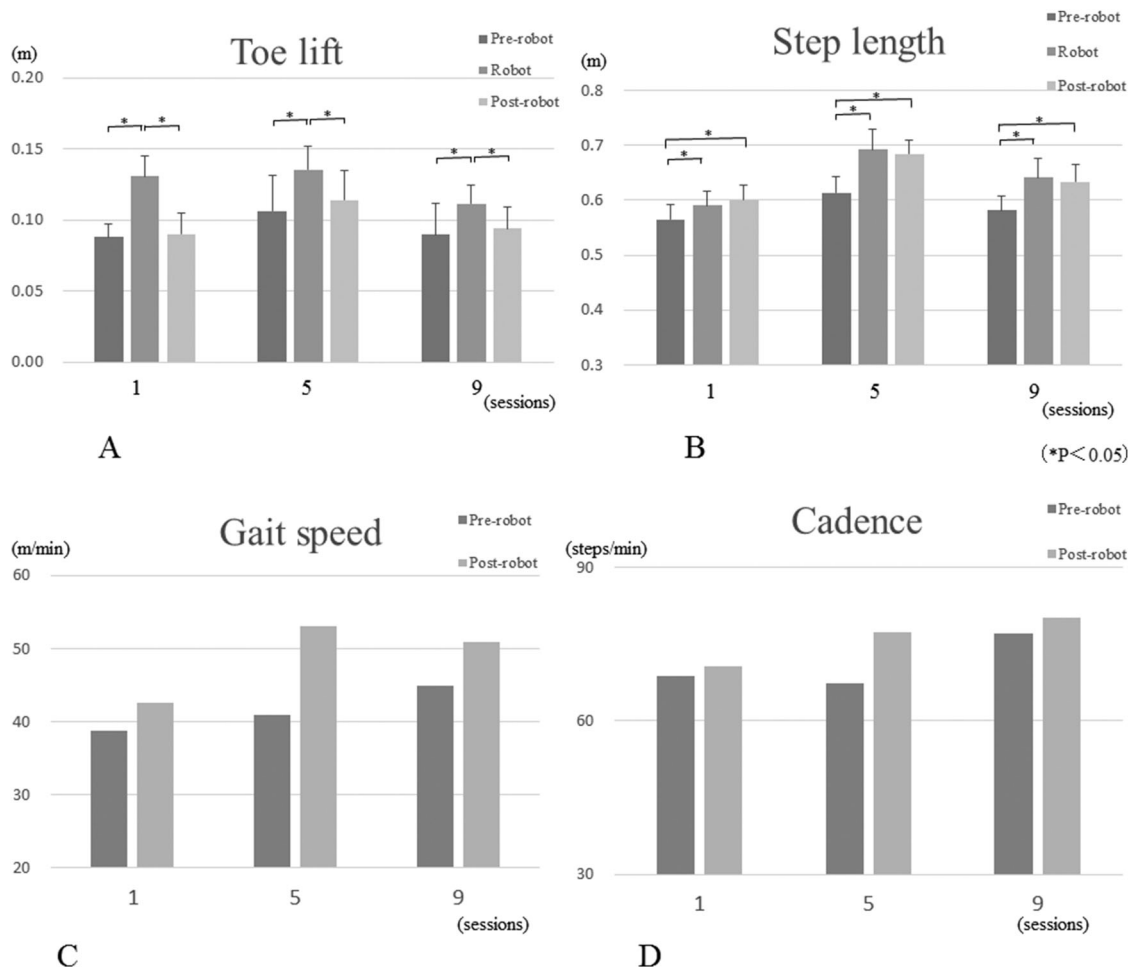 Toe lift
(m)
Pre-robot
Robot
Post-robot
0.20
0.15
0.10
0.05
0.00
* * * * * *
1 5 9
(sessions)
A
Step length
(m)
Pre-robot
Robot
Post-robot
0.8
0.7
0.6
0.5
0.4
0.3
* * * * * *
1 5 9
(sessions)
B
(*P<0.05)
Gait speed
(m/min)
Pre-robot
Post-robot
60
50
40
30
20
1 5 9
(sessions)
C
Cadence
(steps/min)
Pre-robot
Post-robot
90
60
30
1 5 9
(sessions)
D